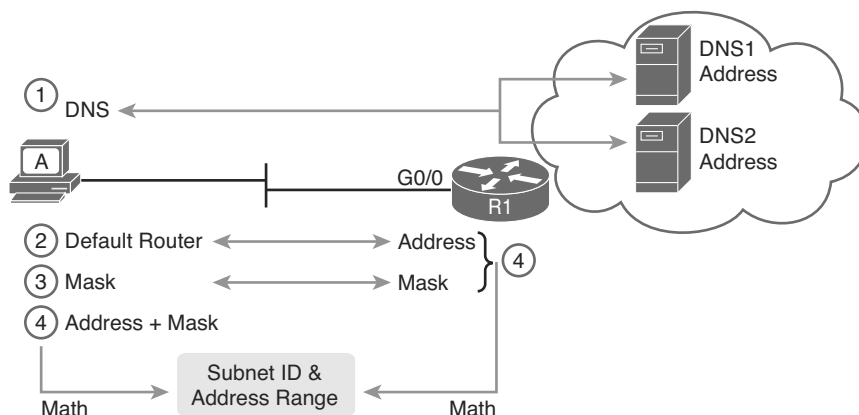 DNS1
Address
1 DNS
DNS2
Address
A
G0/0
R1
2 Default Router
Address
4
3 Mask
Mask
4 Address + Mask
Subnet ID &
Address Range
Math
Math